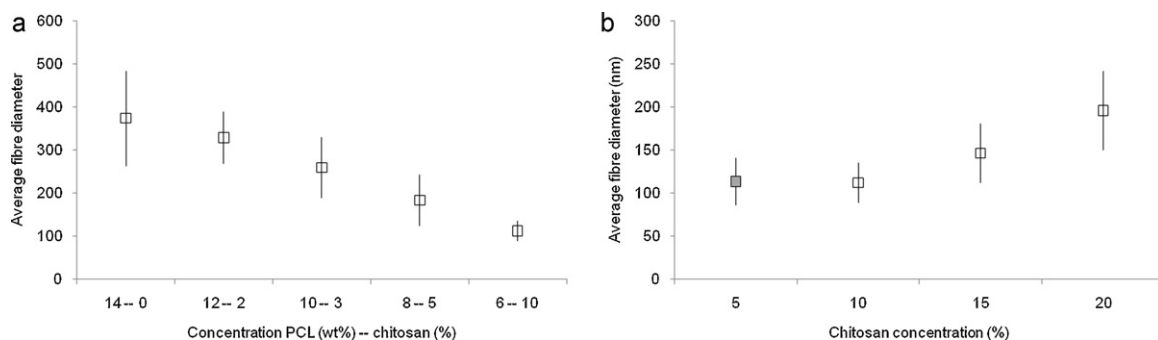 a
600
500
400
300
200
100
0
Average fibre diameter
14 -- 0 12 -- 2 10 -- 3 8 -- 5 6 -- 10
Concentration PCL (wt%) -- chitosan (%)
b
300
250
200
150
100
50
0
Average fibre diameter (nm)
5 10 15 20
Chitosan concentration (%)